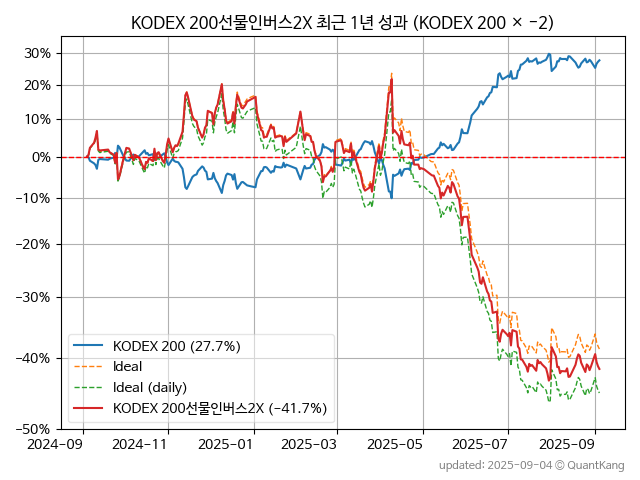 KODEX 200선물인버스2X 최근 1년 성과 (KODEX 200 × −2)
30%
20%
10%
0%
−10%
−20%
−30%
−40%
−50%
KODEX 200 (27.7%)
Ideal
Ideal (daily)
KODEX 200선물인버스2X (−41.7%)
2024-09 2024-11 2025-01 2025-03 2025-05 2025-07 2025-09
updated: 2025-09-04 © QuantKang